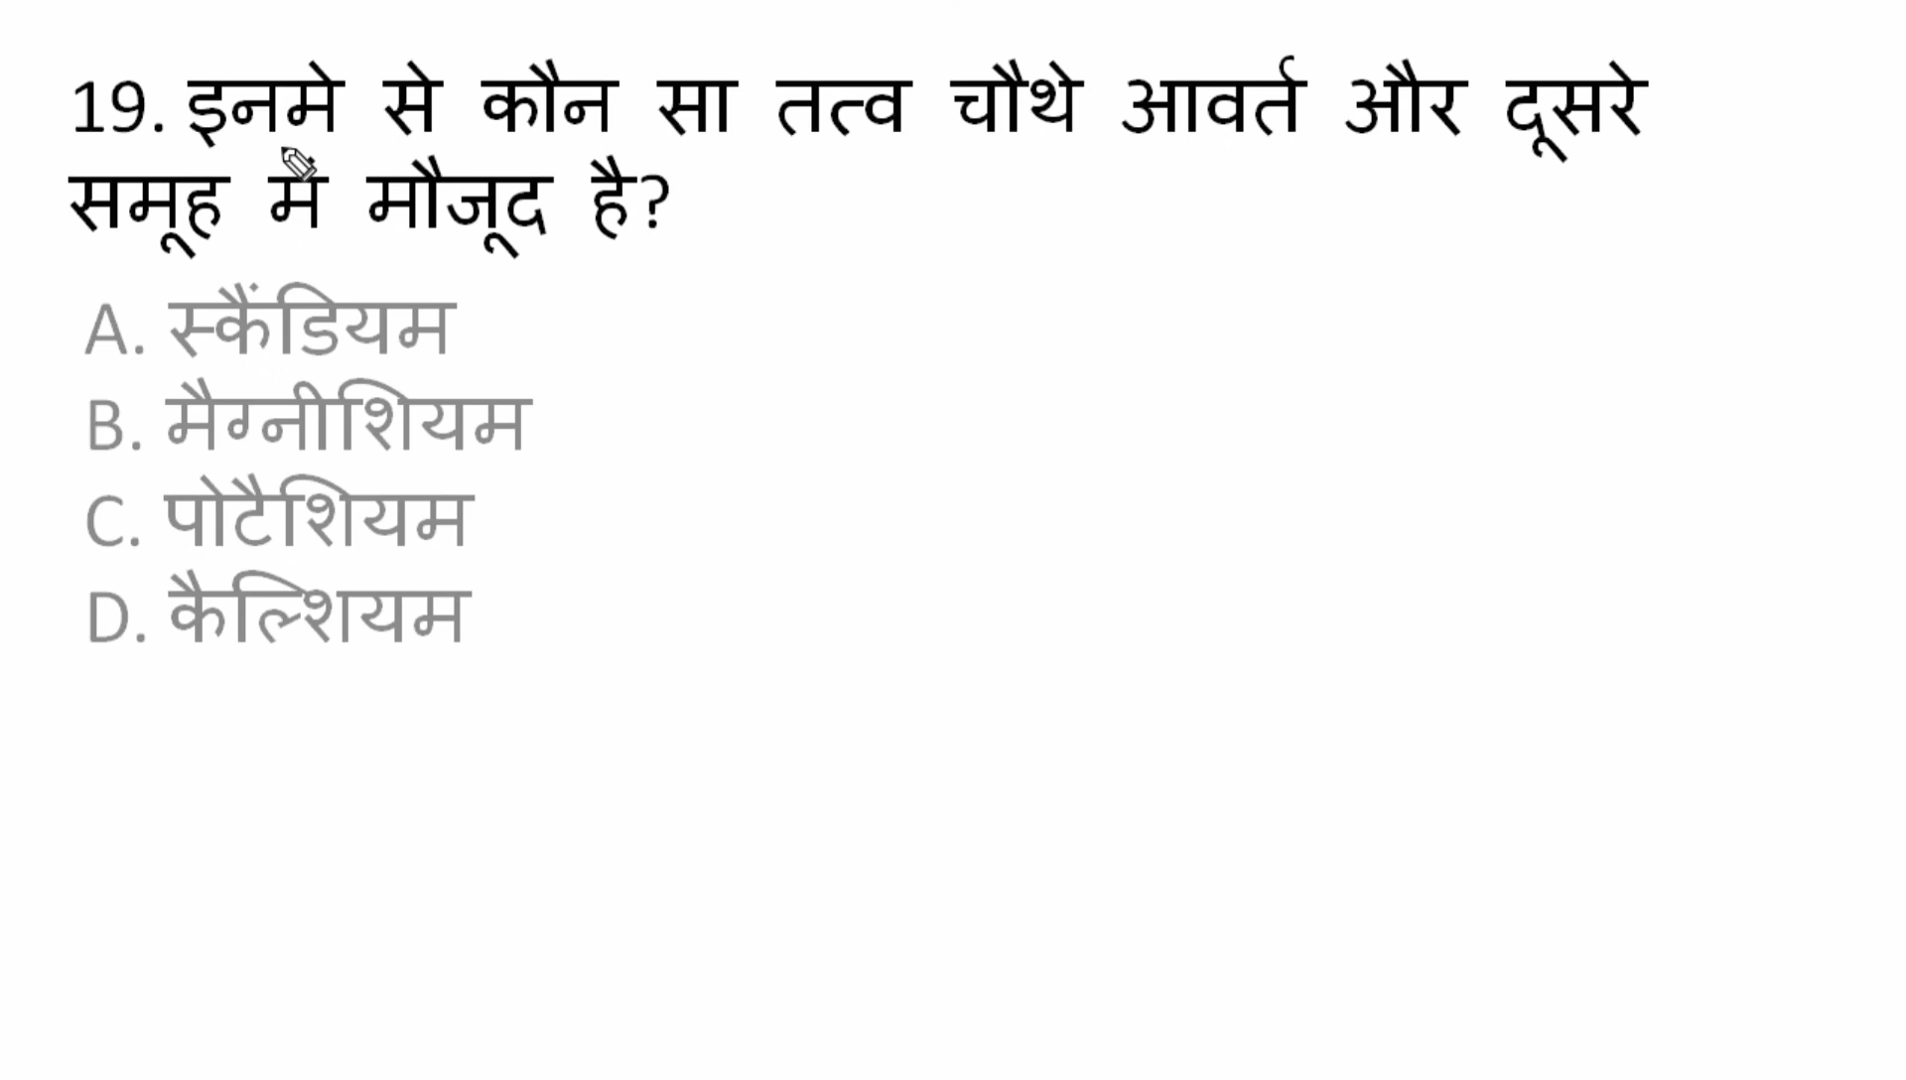 19. इनमे से कौन सा तत्व चौथे आवर्त और दूसरे
समूह में मौजूद है?
A. स्कैंडियम
B. मैग्नीशियम
C. पोटैशियम
D. कैल्शियम